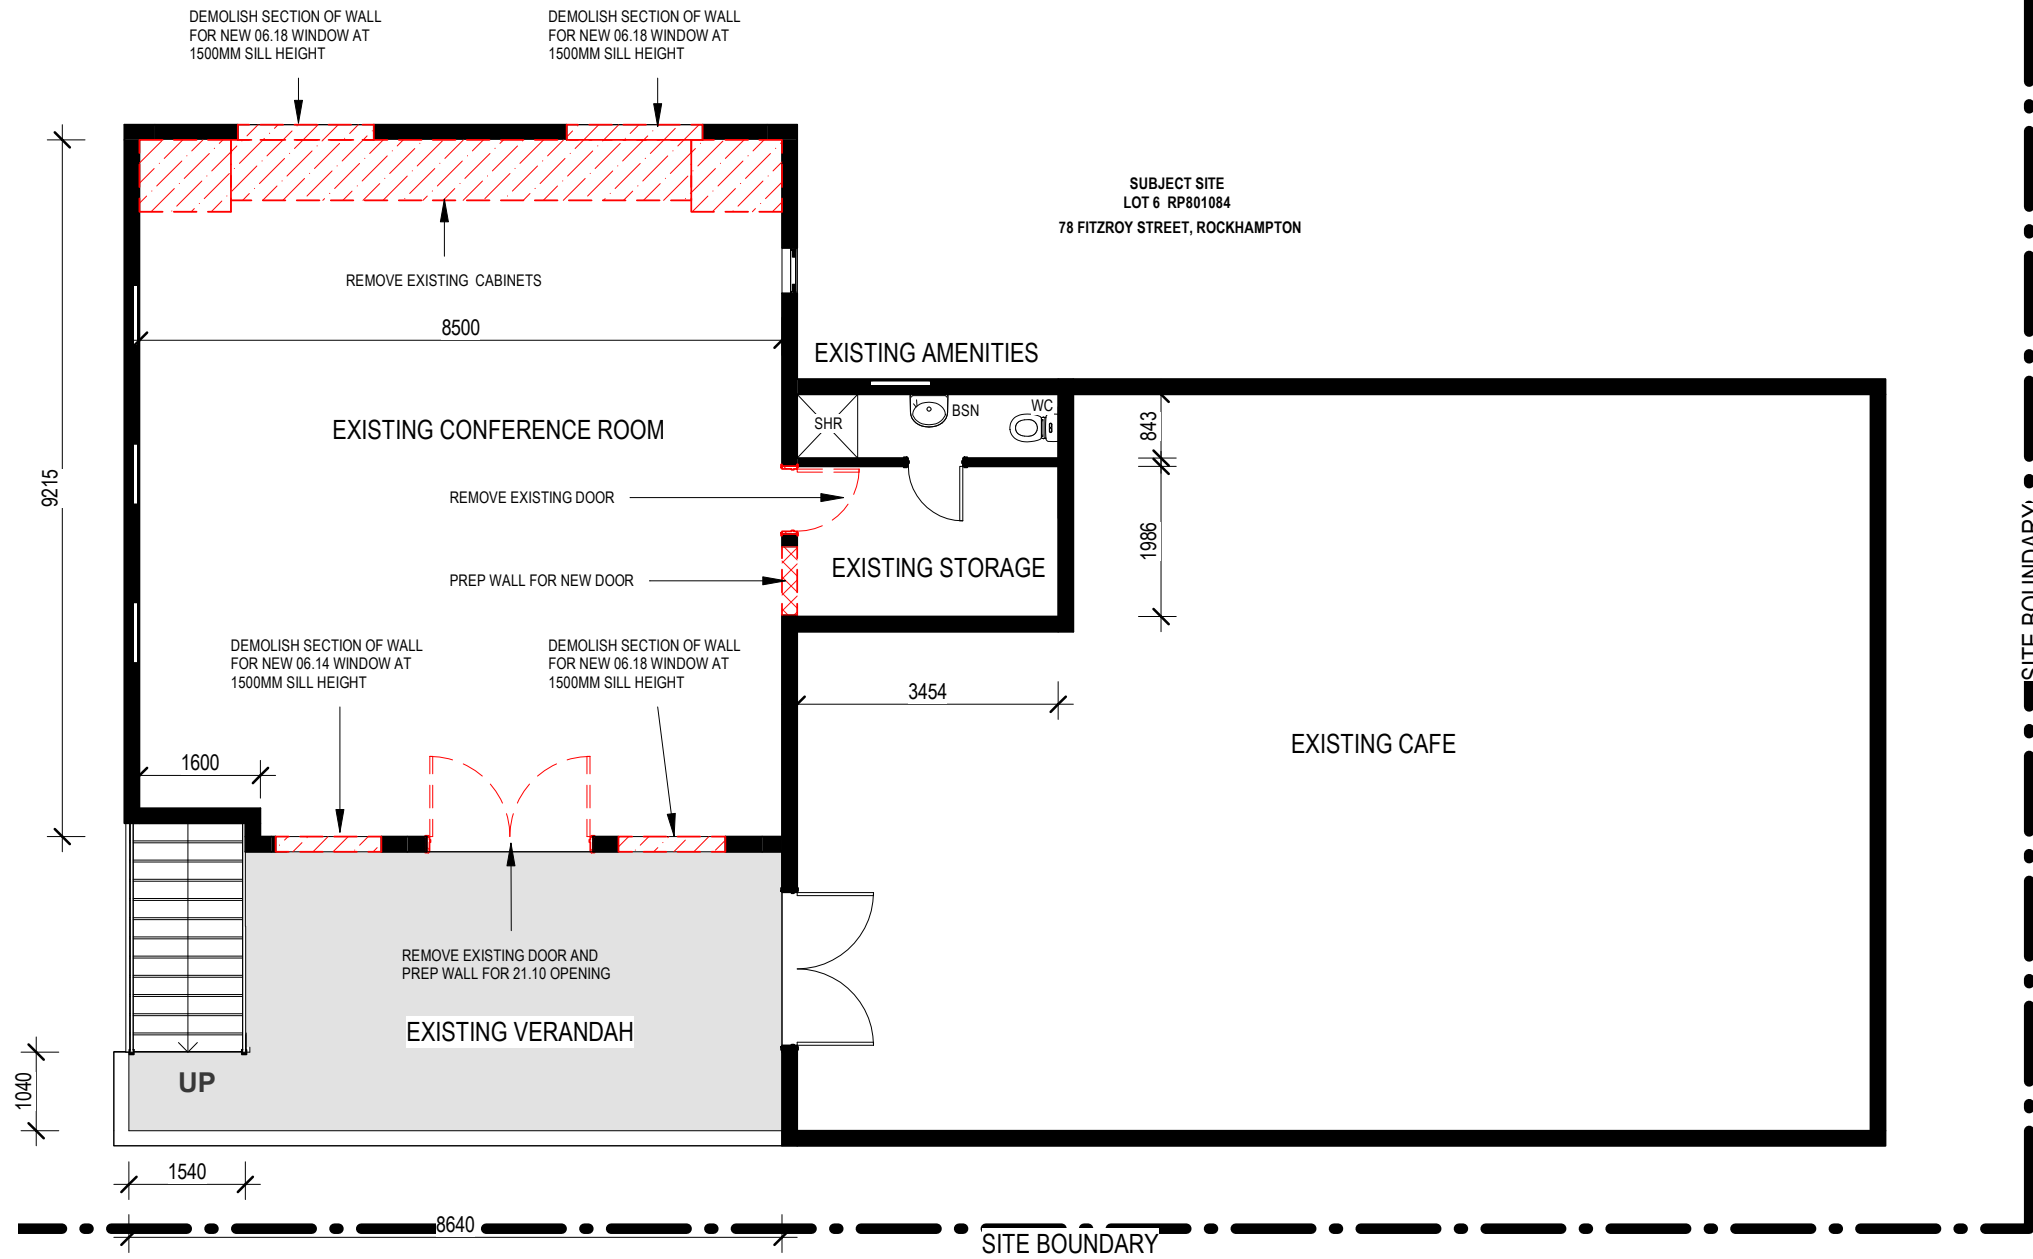 DEMOLISH SECTION OF WALL
FOR NEW 06.18 WINDOW AT
1500MM SILL HEIGHT
DEMOLISH SECTION OF WALL
FOR NEW 06.18 WINDOW AT
1500MM SILL HEIGHT
SUBJECT SITE
LOT 6 RP801084
78 FITZROY STREET, ROCKHAMPTON
REMOVE EXISTING CABINETS
8500
EXISTING AMENITIES
SHR
BSN
WC
843
EXISTING CONFERENCE ROOM
9215
REMOVE EXISTING DOOR
1986
EXISTING STORAGE
PREP WALL FOR NEW DOOR
SITE BOUNDARY
DEMOLISH SECTION OF WALL
FOR NEW 06.14 WINDOW AT
1500MM SILL HEIGHT
DEMOLISH SECTION OF WALL
FOR NEW 06.18 WINDOW AT
1500MM SILL HEIGHT
3454
EXISTING CAFE
1600
REMOVE EXISTING DOOR AND
PREP WALL FOR 21.10 OPENING
EXISTING VERANDAH
UP
1040
1540
8640
SITE BOUNDARY